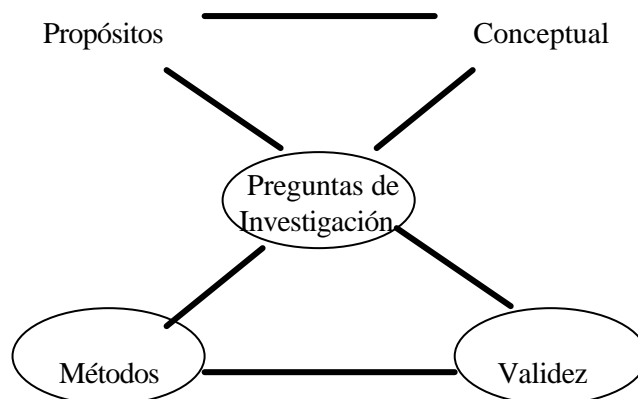 Propósitos
Conceptual
Preguntas de
Investigación
Métodos
Validez